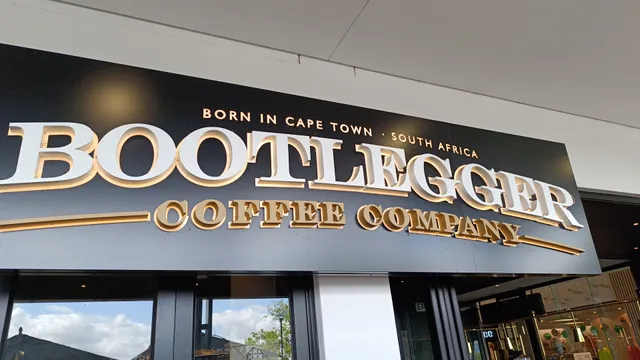 BORN IN CAPE TOWN · SOUTH AFRICA
BOOTLEGGER
COFFEE COMPANY